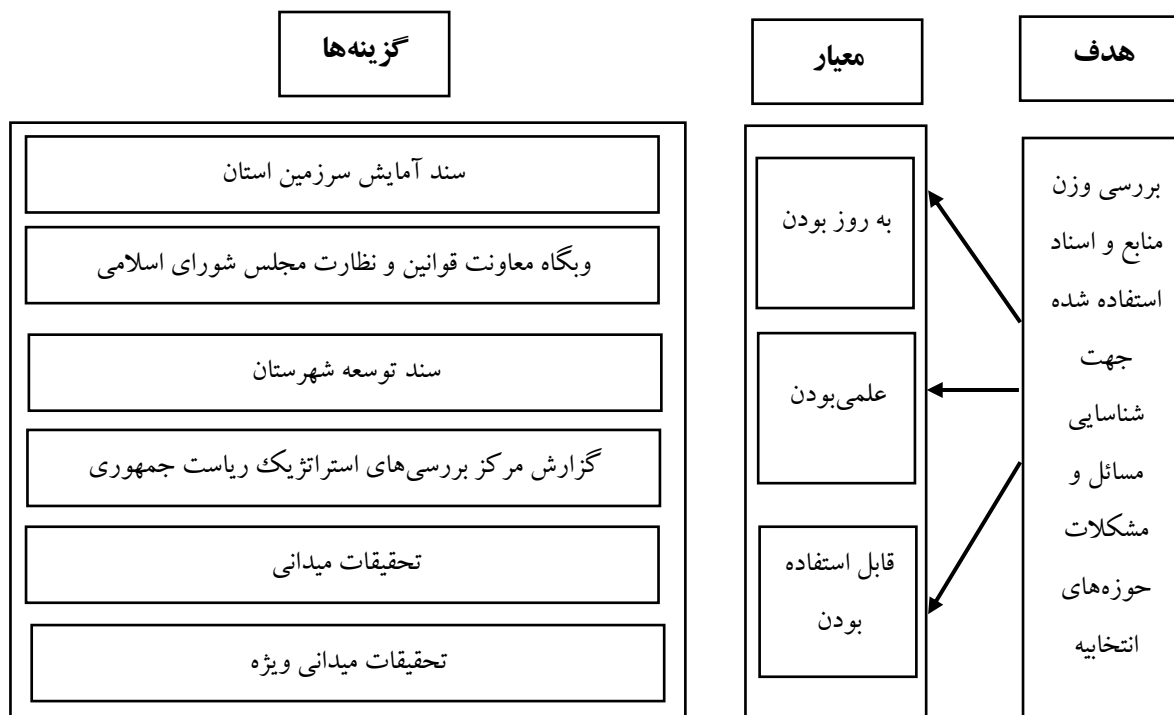 هدف
معیار
گزینه‌ها
بررسی وزن
منابع و اسناد
استفاده شده
جهت
شناسایی
مسائل و
مشکلات
حوزه‌های
انتخابیه
به روز بودن
علمی‌بودن
قابل استفاده
بودن
سند آمایش سرزمین استان
وبگاه معاونت قوانین و نظارت مجلس شورای اسلامی
سند توسعه شهرستان
گزارش مرکز بررسی‌های استراتژیک ریاست جمهوری
تحقیقات میدانی
تحقیقات میدانی ویژه